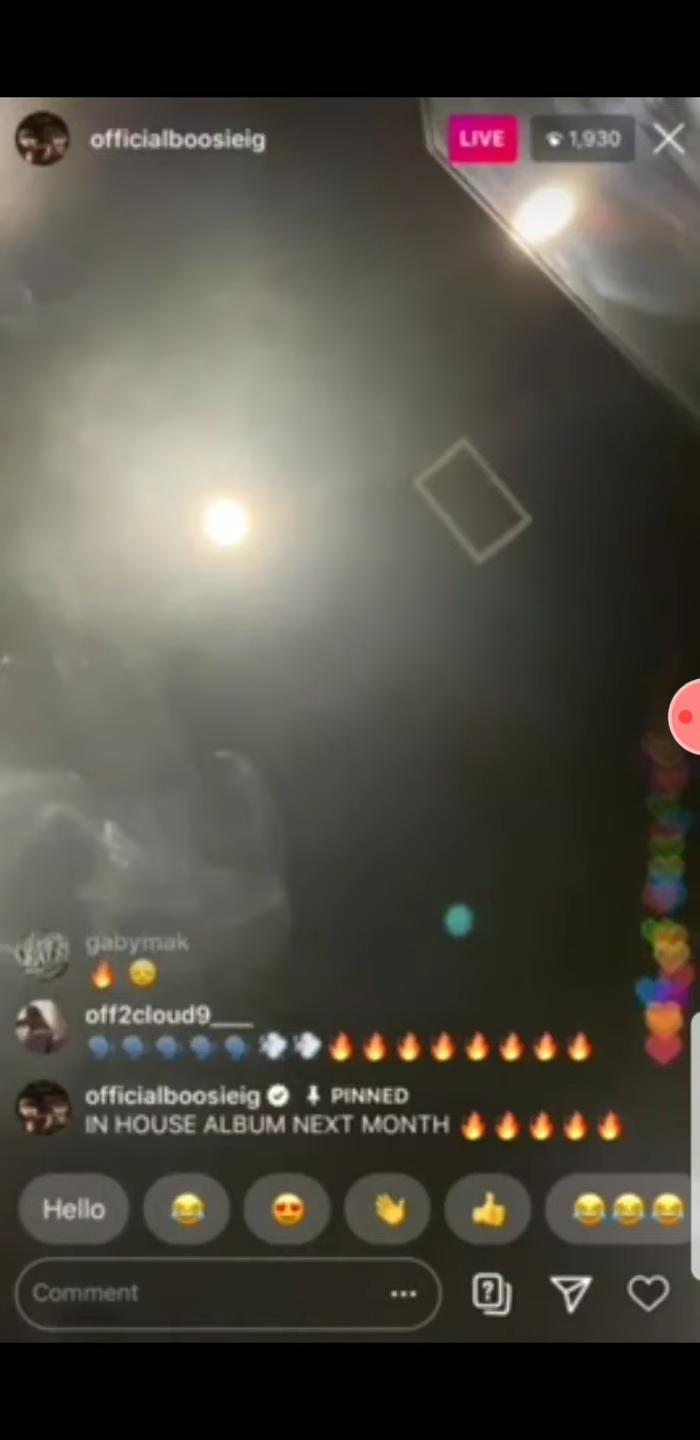 officialboosieig
LIVE
1,930
gabymak
🔥 😞
off2cloud9___
🗣🗣🗣🗣🗣💨💨🔥🔥🔥🔥🔥🔥🔥🔥
officialboosieig PINNED
IN HOUSE ALBUM NEXT MONTH 🔥🔥🔥🔥🔥
Hello 😂 😍 👏 👍 😂😂😂
Comment